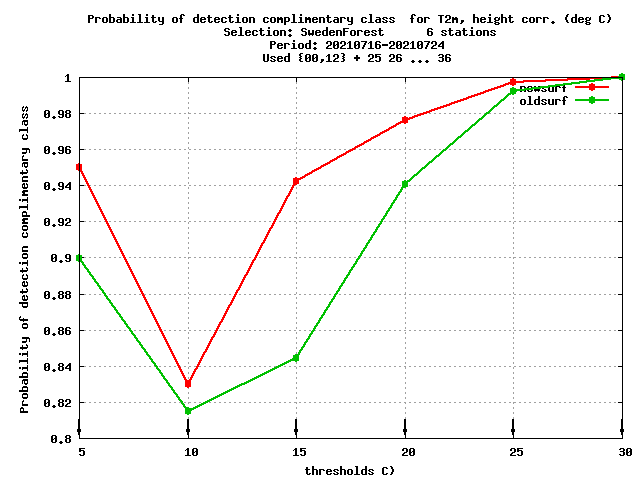 Probability of detection complimentary class  for T2m, height corr. (deg C)
Selection: SwedenForest      6 stations
Period: 20210716-20210724
Used {00,12} + 25 26 ... 36
newsurf
oldsurf
Probability of detection complimentary class
1
0.98
0.96
0.94
0.92
0.9
0.88
0.86
0.84
0.82
0.8
5 10 15 20 25 30
thresholds C)